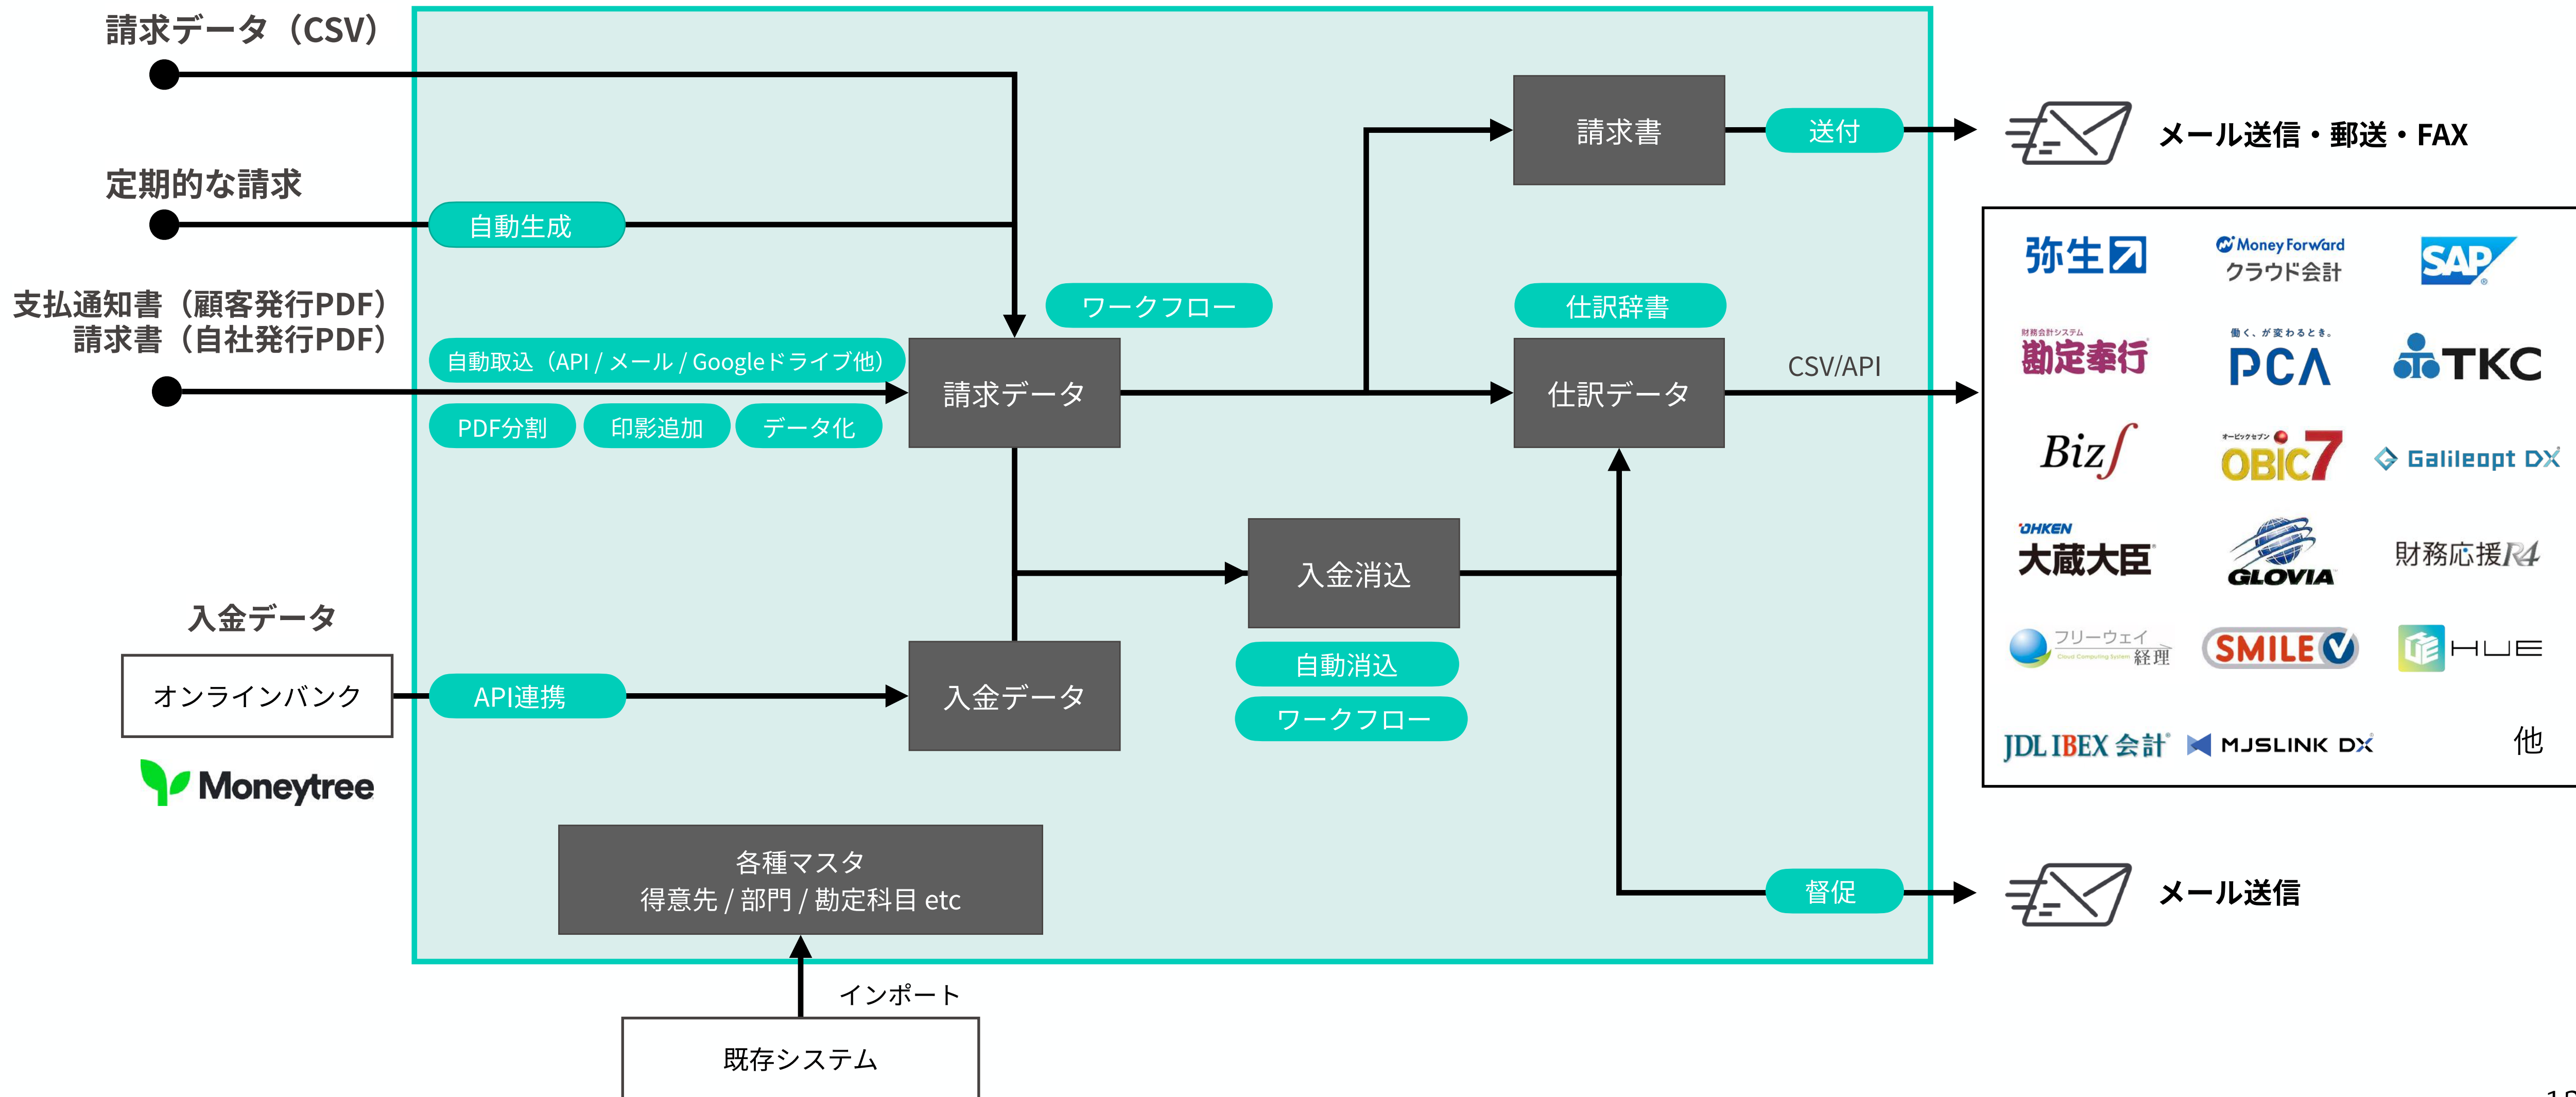 請求データ（CSV）
定期的な請求
自動生成
支払通知書（顧客発行PDF）
請求書（自社発行PDF）
自動取込（API / メール / Googleドライブ他）
PDF分割
印影追加
データ化
ワークフロー
請求データ
請求書
送付
メール送信・郵送・FAX
仕訳辞書
仕訳データ
CSV/API
入金データ
オンラインバンク
Moneytree
API連携
入金データ
入金消込
自動消込
ワークフロー
各種マスタ
得意先 / 部門 / 勘定科目 etc
インポート
既存システム
督促
メール送信
弥生
Money Forward
クラウド会計
SAP
財務会計システム
勘定奉行
働く、が変わるとき。
PCA
TKC
Biz∫
オービックセブン
OBIC7
Galileopt DX
OHKEN
大蔵大臣
GLOVIA
財務応援R4
フリーウェイ
Cloud Computing System
経理
SMILE V
HUE
JDL IBEX 会計
MJSLINK DX
他